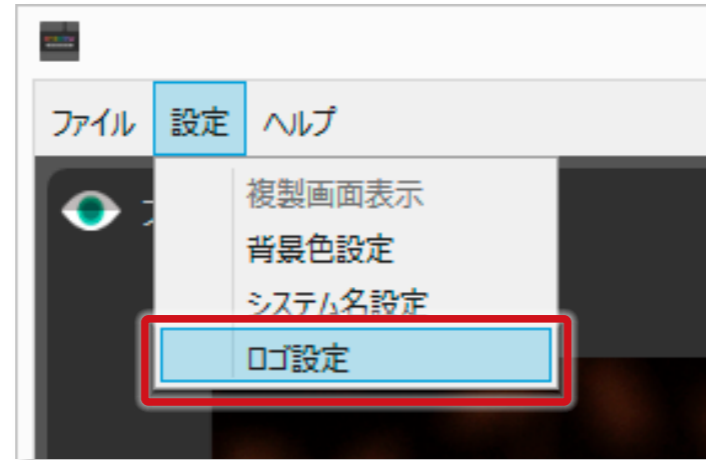 ファイル 設定 ヘルプ
複製画面表示
背景色設定
システム名設定
ロゴ設定